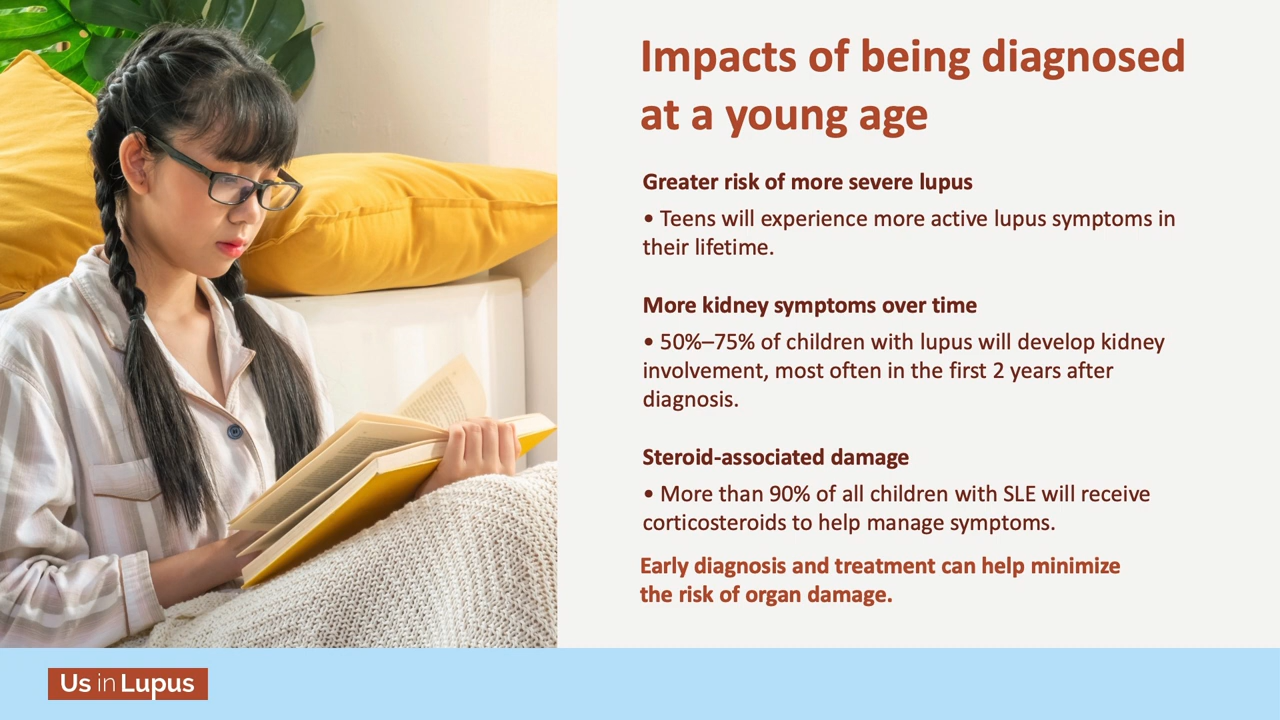 Impacts of being diagnosed
at a young age
Greater risk of more severe lupus
• Teens will experience more active lupus symptoms in
their lifetime.
More kidney symptoms over time
• 50%–75% of children with lupus will develop kidney
involvement, most often in the first 2 years after
diagnosis.
Steroid-associated damage
• More than 90% of all children with SLE will receive
corticosteroids to help manage symptoms.
Early diagnosis and treatment can help minimize
the risk of organ damage.
Us in Lupus